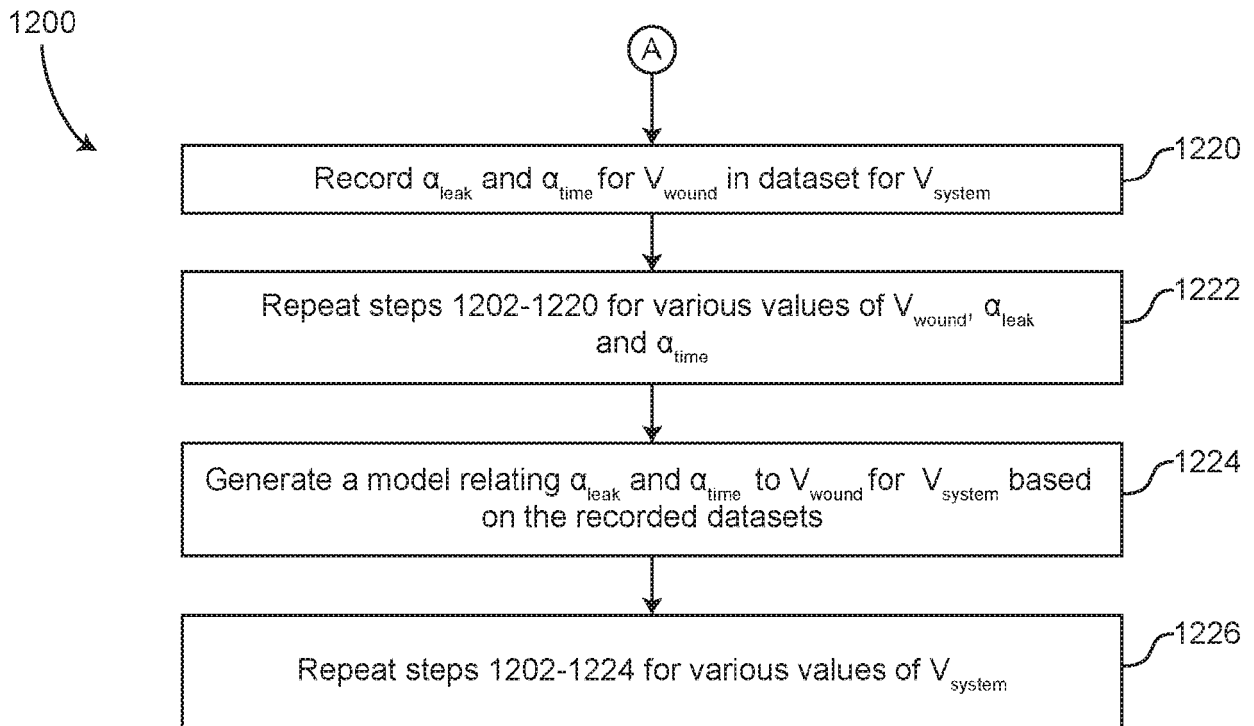 1200
A
Record α_leak and α_time for V_wound in dataset for V_system
1220
Repeat steps 1202-1220 for various values of V_wound, α_leak
and α_time
1222
Generate a model relating α_leak and α_time to V_wound for V_system based
on the recorded datasets
1224
Repeat steps 1202-1224 for various values of V_system
1226